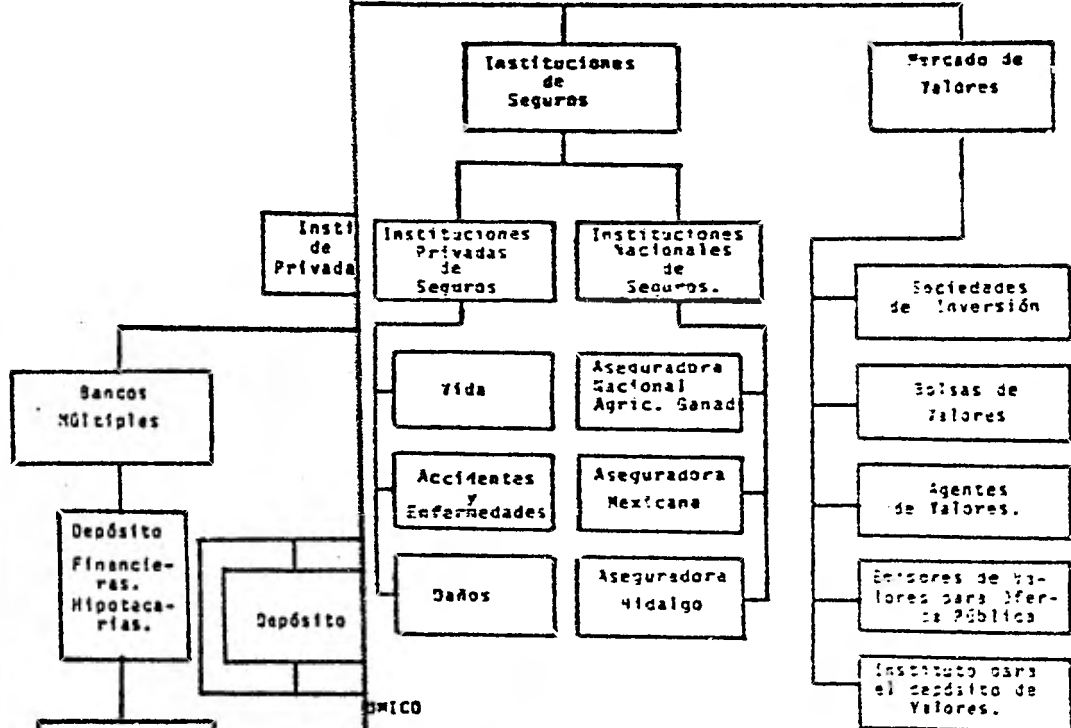 Instituciones
de
Seguros
Mercado de
Valores
Insti
de
Privada
Instituciones
Privadas
de
Seguros
Instituciones
Nacionales
de
Seguros.
Sociedades
de Inversión
Bancos
Múltiples
Vida
Aseguradora
Nacional
Agric. Ganad
Bolsas de
Valores
Accidentes
y
Enfermedades
Aseguradora
Mexicana
Agentes
de Valores.
Depósito
Financie-
ras.
Hipoteca-
rias.
Depósito
Daños
Aseguradora
Hidalgo
Emisores de Va-
lores para Ofer-
ta Pública
Instituto para
el depósito de
Valores.
OMICO